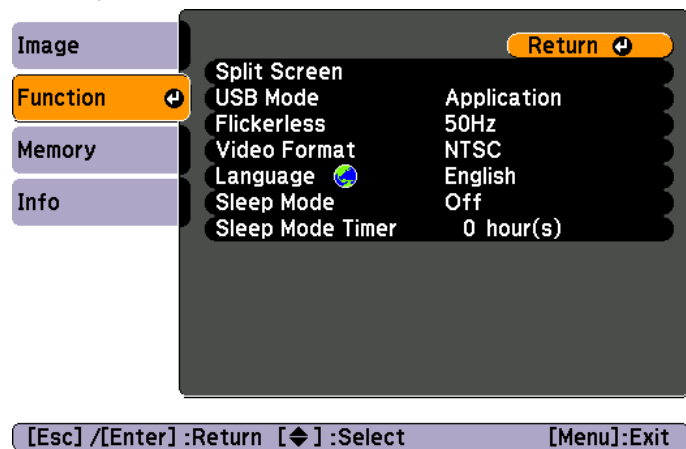 Image
Function
Memory
Info
Return
Split Screen
USB Mode Application
Flickerless 50Hz
Video Format NTSC
Language English
Sleep Mode Off
Sleep Mode Timer 0 hour(s)
[Esc] /[Enter] :Return [◆] :Select [Menu]:Exit